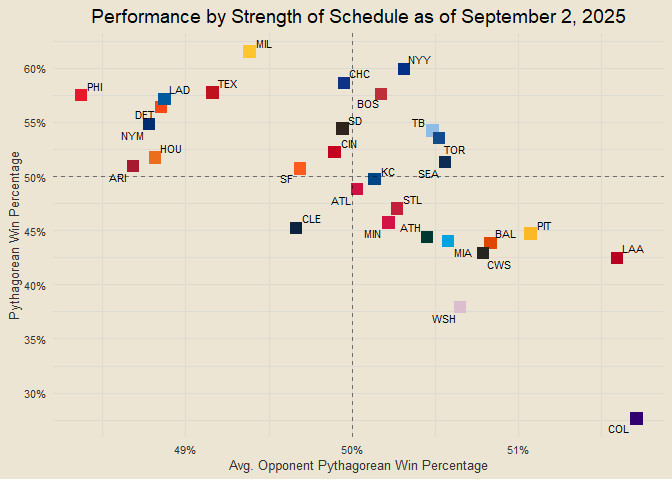 Performance by Strength of Schedule as of September 2, 2025
Pythagorean Win Percentage
60%
55%
50%
45%
40%
35%
30%
MIL
NYY
CHC
PHI
LAD
TEX
BOS
DET
TB
SD
NYM
TOR
HOU
CIN
ARI
SF
KC
SEA
ATL
STL
CLE
MIN
ATH
BAL
PIT
MIA
LAA
CWS
WSH
COL
49%
50%
51%
Avg. Opponent Pythagorean Win Percentage